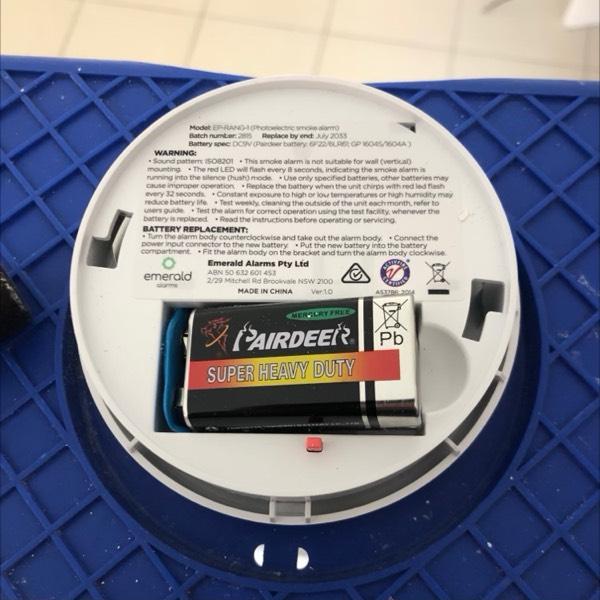 Model: EP-RANG-1 (Photoelectric smoke alarm)
Batch number: 2815 Replace by end: July 2033
Battery spec: DC9V (Pairdeer battery: 6F22/6LR61; GP 1604S/1604A )
WARNING:
• Sound pattern: ISO8201 • This smoke alarm is not suitable for wall (vertical)
mounting. • The red LED will flash every 8 seconds, indicating the smoke alarm is
running into the silence (hush) mode. • Use only specified batteries, other batteries may
cause improper operation. • Replace the battery when the unit chirps with red led flash
every 32 seconds. • Constant exposure to high or low temperatures or high humidity may
reduce battery life. • Test weekly, cleaning the outside of the unit each month, refer to
users guide. • Test the alarm for correct operation using the test facility, whenever the
battery is replaced. • Read the instructions before operating or servicing.
BATTERY REPLACEMENT:
• Turn the alarm body counterclockwise and take out the alarm body. • Connect the
power input connector to the new battery. • Put the new battery into the battery
compartment. • Fit the alarm body on the bracket and turn the alarm body clockwise.
emerald
alarms
Emerald Alarms Pty Ltd
ABN 50 632 601 453
2/29 Mitchell Rd Brookvale NSW 2100
MADE IN CHINA Ver:1.0
AS3786: 2014
MERCURY FREE
PAIRDEER
SUPER HEAVY DUTY
Pb